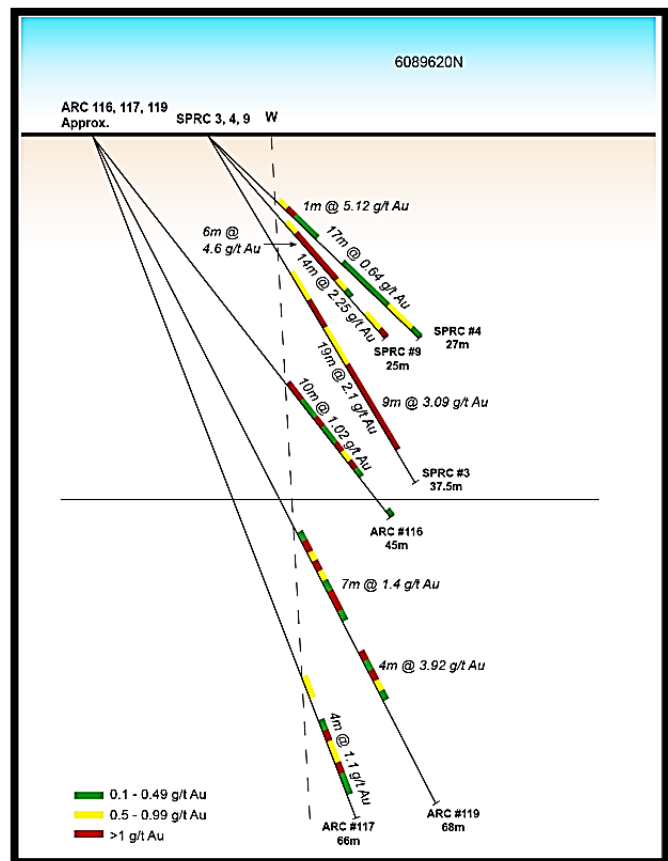 6089620N
ARC 116, 117, 119
Approx.
SPRC 3, 4, 9
W
1m @ 5.12 g/t Au
6m @
4.6 g/t Au
17m @ 0.64 g/t Au
14m @ 2.25 g/t Au
SPRC #4
27m
SPRC #9
25m
19m @ 2.1 g/t Au
9m @ 3.09 g/t Au
10m @ 1.02 g/t Au
SPRC #3
37.5m
ARC #116
45m
7m @ 1.4 g/t Au
4m @ 3.92 g/t Au
4m @ 1.1 g/t Au
0.1 - 0.49 g/t Au
0.5 - 0.99 g/t Au
>1 g/t Au
ARC #117
66m
ARC #119
68m